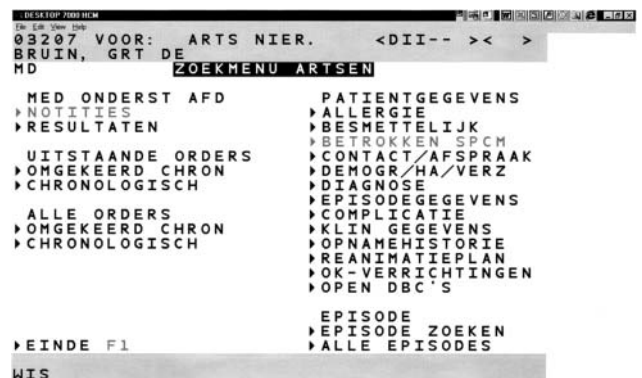 DESKTOP 7000 HCM
File Edit View Help
03207 VOOR: ARTS NIER. <DII-- >< >
BRUIN, GRT DE
MD ZOEKMENU ARTSEN
MED ONDERST AFD
NOTITIES
RESULTATEN
UITSTAANDE ORDERS
OMGEKEERD CHRON
CHRONOLOGISCH
ALLE ORDERS
OMGEKEERD CHRON
CHRONOLOGISCH
EINDE F1
PATIENTGEGEVENS
ALLERGIE
BESMETTELIJK
BETROKKEN SPCM
CONTACT/AFSPRAAK
DEMOGR/HA/VERZ
DIAGNOSE
EPISODEGEGEVENS
COMPLICATIE
KLIN GEGEVENS
OPNAMEHISTORIE
REANIMATIEPLAN
OK-VERRICHTINGEN
OPEN DBC'S
EPISODE
EPISODE ZOEKEN
ALLE EPISODES
WIS